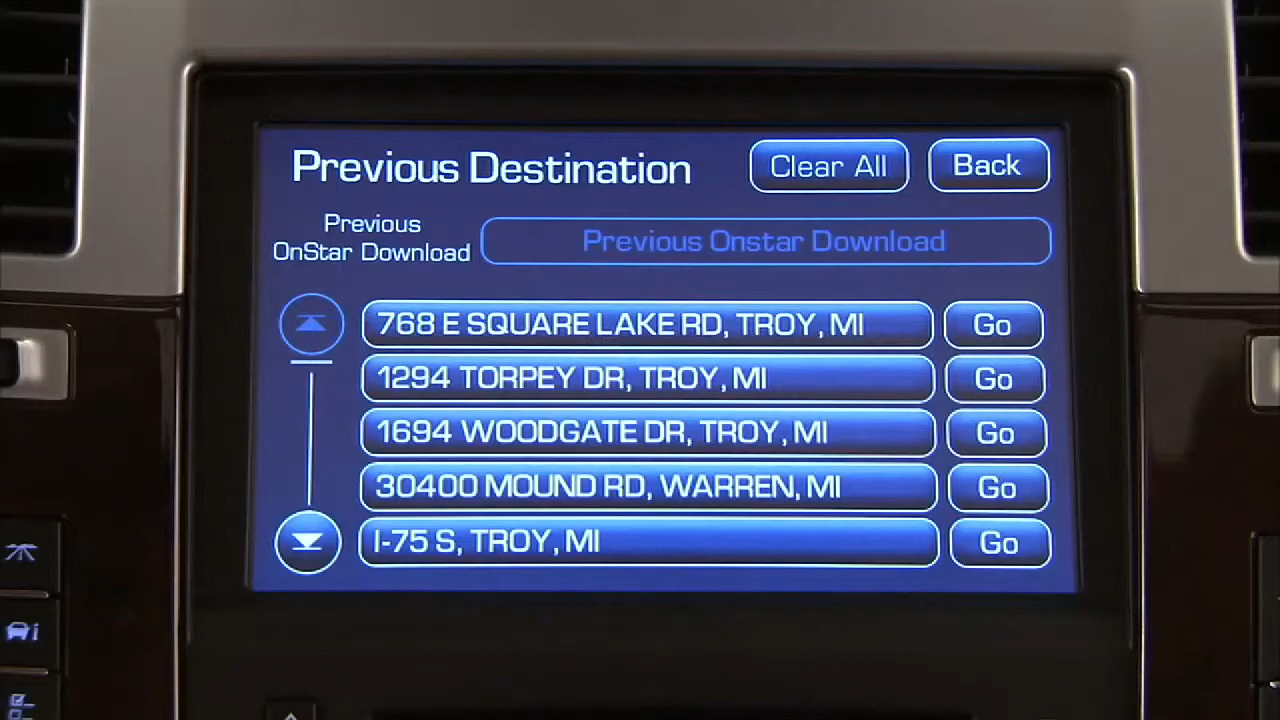 Previous Destination
Clear All
Back
Previous
OnStar Download
Previous Onstar Download
768 E SQUARE LAKE RD, TROY, MI
Go
1294 TORPEY DR, TROY, MI
Go
1694 WOODGATE DR, TROY, MI
Go
30400 MOUND RD, WARREN, MI
Go
I-75 S, TROY, MI
Go
i